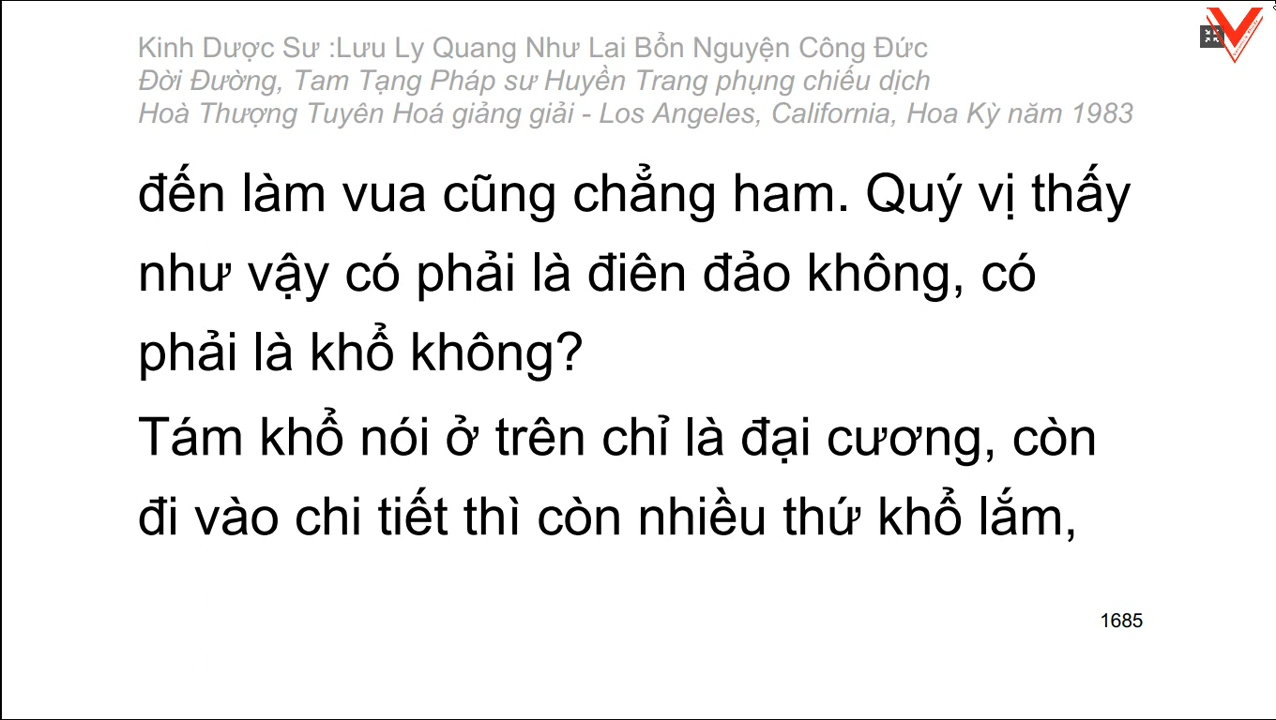 Kinh Dược Sư :Lưu Ly Quang Như Lai Bổn Nguyện Công Đức
Đời Đường, Tam Tạng Pháp sư Huyền Trang phụng chiếu dịch
Hoà Thượng Tuyên Hoá giảng giải - Los Angeles, California, Hoa Kỳ năm 1983
đến làm vua cũng chẳng ham. Quý vị thấy
như vậy có phải là điên đảo không, có
phải là khổ không?
Tám khổ nói ở trên chỉ là đại cương, còn
đi vào chi tiết thì còn nhiều thứ khổ lắm,
1685